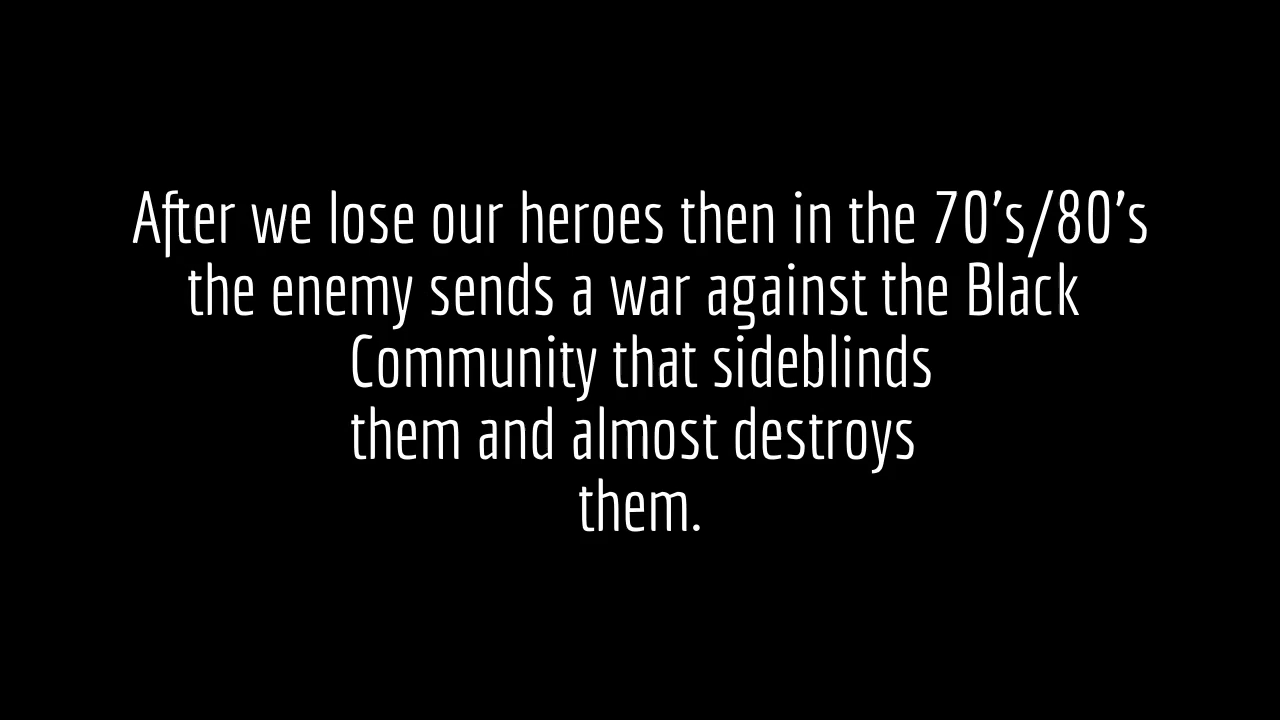 After we lose our heroes then in the 70's/80's
the enemy sends a war against the Black
Community that sideblinds
them and almost destroys
them.